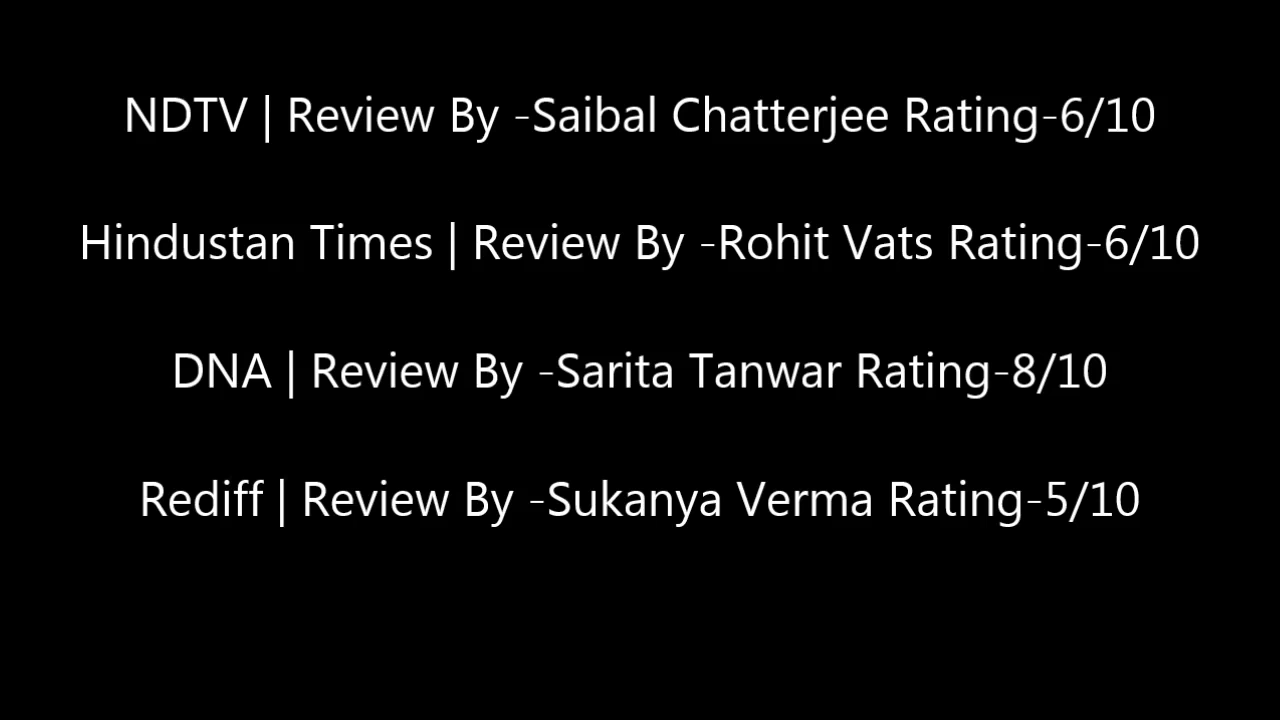 NDTV | Review By -Saibal Chatterjee Rating-6/10
Hindustan Times | Review By -Rohit Vats Rating-6/10
DNA | Review By -Sarita Tanwar Rating-8/10
Rediff | Review By -Sukanya Verma Rating-5/10